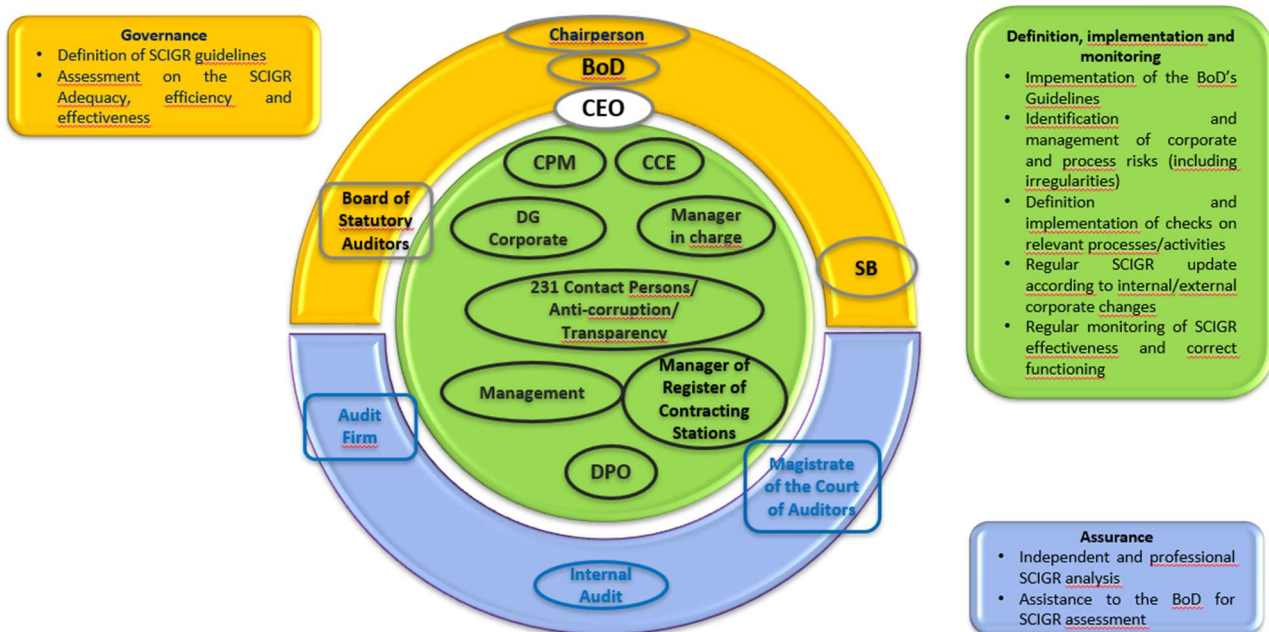 Governance
• Definition of SCIGR guidelines
• Assessment on the SCIGR
Adequacy, efficiency and
effectiveness
Chairperson
BoD
CEO
CPM
CCE
Board of
Statutory
Auditors
DG
Corporate
Manager
in charge
SB
231 Contact Persons/
Anti-corruption/
Transparency
Management
Manager of
Register of
Contracting
Stations
Audit
Firm
DPO
Magistrate
of the Court
of Auditors
Internal
Audit
Definition, implementation and
monitoring
• Impementation of the BoD's
Guidelines
• Identification and
management of corporate
and process risks (including
irregularities)
• Definition and
implementation of checks on
relevant processes/activities
• Regular SCIGR update
according to internal/external
corporate changes
• Regular monitoring of SCIGR
effectiveness and correct
functioning
Assurance
• Independent and professional
SCIGR analysis
• Assistance to the BoD for
SCIGR assessment